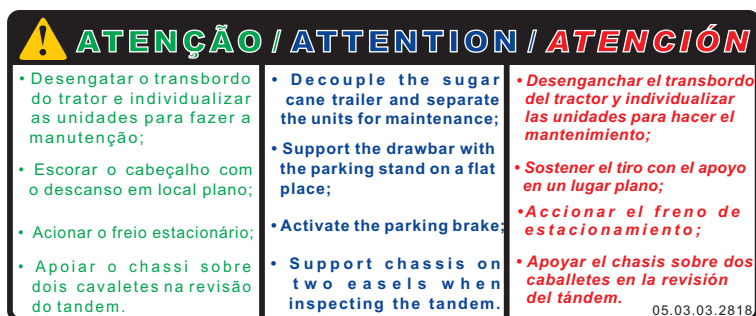 ATENÇÃO / ATTENTION / ATENCIÓN
• Desengatar o transbordo
do trator e individualizar
as unidades para fazer a
manutenção;
• Escorar o cabeçalho com
o descanso em local plano;
• Acionar o freio estacionário;
• Apoiar o chassi sobre
dois cavaletes na revisão
do tandem.
• Decouple the sugar
cane trailer and separate
the units for maintenance;
• Support the drawbar with
the parking stand on a flat
place;
• Activate the parking brake;
• Support chassis on
two easels when
inspecting the tandem.
• Desenganchar el transbordo
del tractor y individualizar
las unidades para hacer el
mantenimiento;
• Sostener el tiro con el apoyo
en un lugar plano;
• Accionar el freno de
estacionamiento;
• Apoyar el chasis sobre dos
caballetes en la revisión
del tándem.
05.03.03.2818